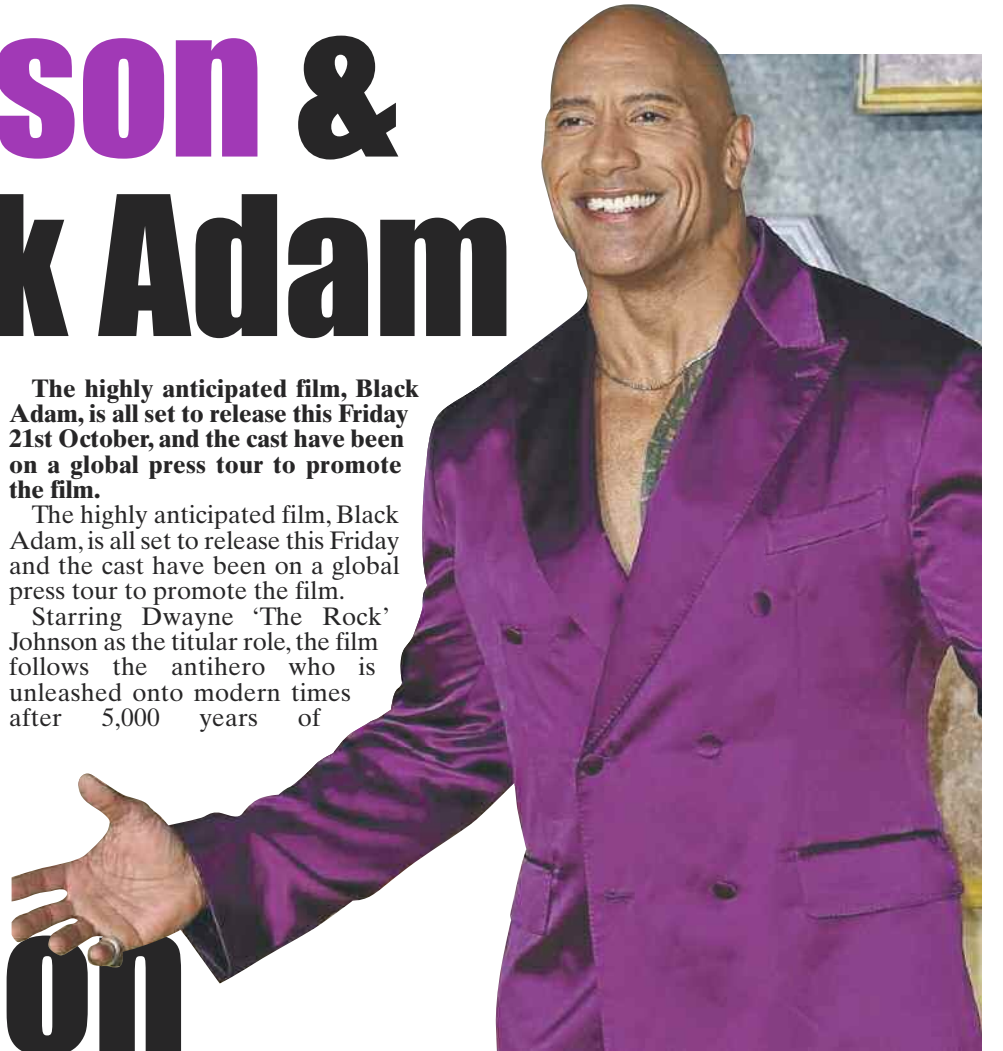 son &
k Adam
The highly anticipated film, Black
Adam, is all set to release this Friday
21st October, and the cast have been
on a global press tour to promote
the film.
The highly anticipated film, Black
Adam, is all set to release this Friday
and the cast have been on a global
press tour to promote the film.
Starring Dwayne ‘The Rock’
Johnson as the titular role, the film
follows the antihero who is
unleashed onto modern times
after 5,000 years of
on